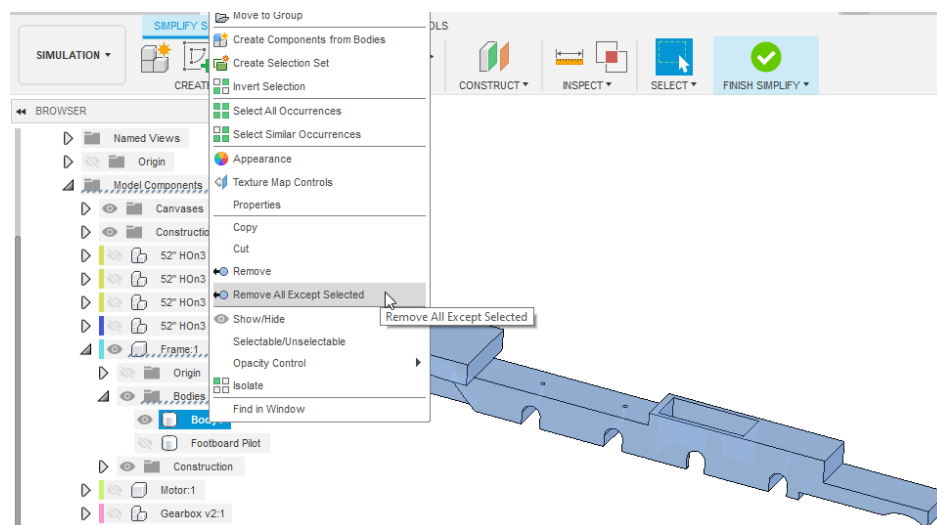 SIMPLIFY S
OLS
SIMULATION
CREATI
CONSTRUCT
INSPECT
SELECT
FINISH SIMPLIFY
Move to Group
Create Components from Bodies
Create Selection Set
Invert Selection
Select All Occurrences
Select Similar Occurrences
Appearance
Texture Map Controls
Properties
Copy
Cut
Remove
Remove All Except Selected
Remove All Except Selected
Show/Hide
Selectable/Unselectable
Opacity Control
Isolate
Find in Window
BROWSER
Named Views
Origin
Model Components
Canvases
Constructio
52" HOn3
52" HOn3
52" HOn3
52" HOn3
Frame:1
Origin
Bodies
Footboard Pilot
Construction
Motor:1
Gearbox v2:1